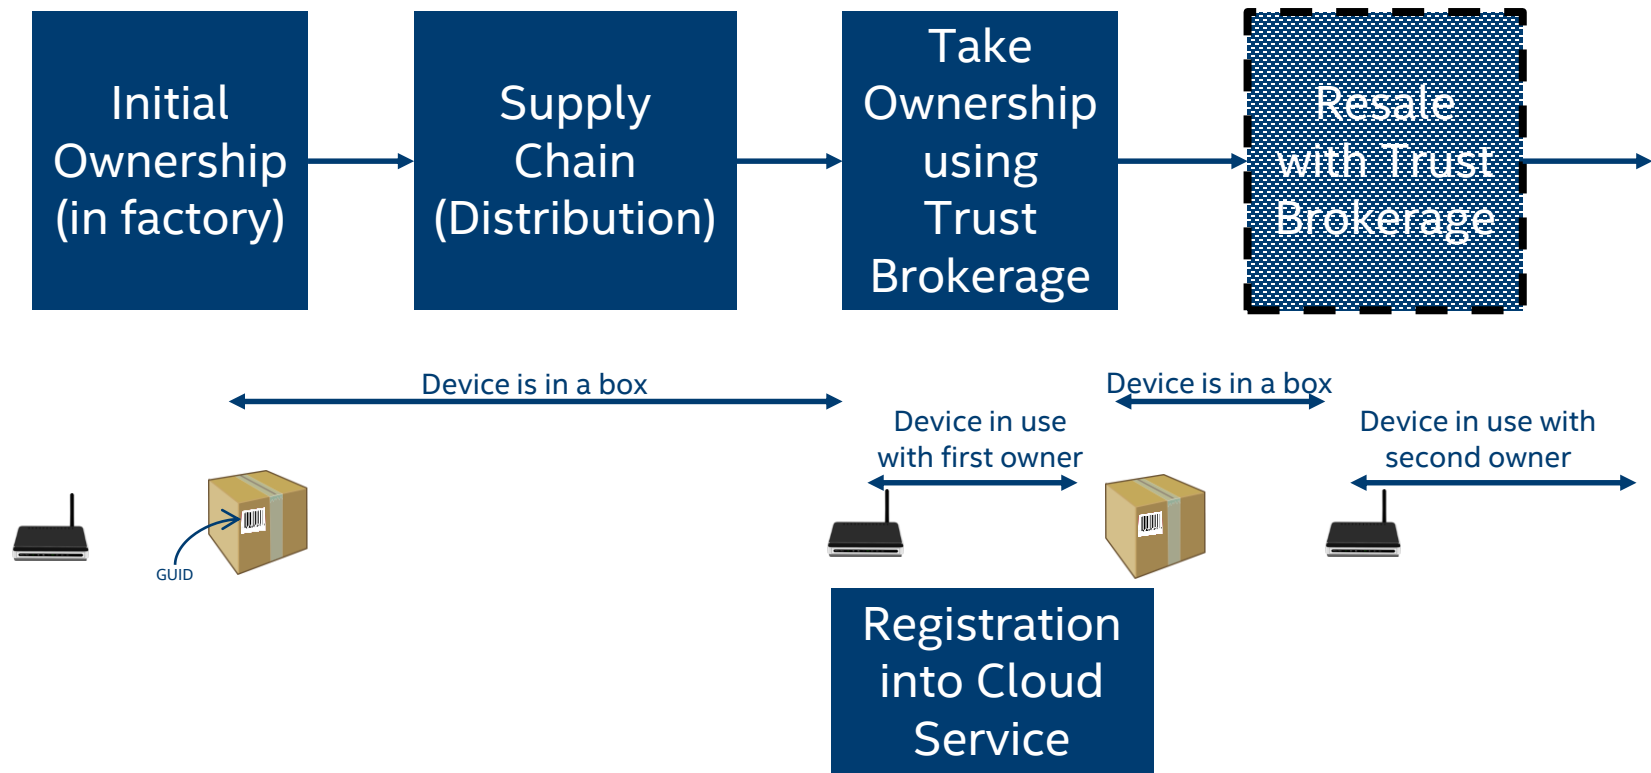 Initial
Ownership
(in factory)
Supply
Chain
(Distribution)
Take
Ownership
using
Trust
Brokerage
Resale
with Trust
Brokerage
Device is in a box
Device is in a box
Device in use
with first owner
Device in use with
second owner
GUID
Registration
into Cloud
Service